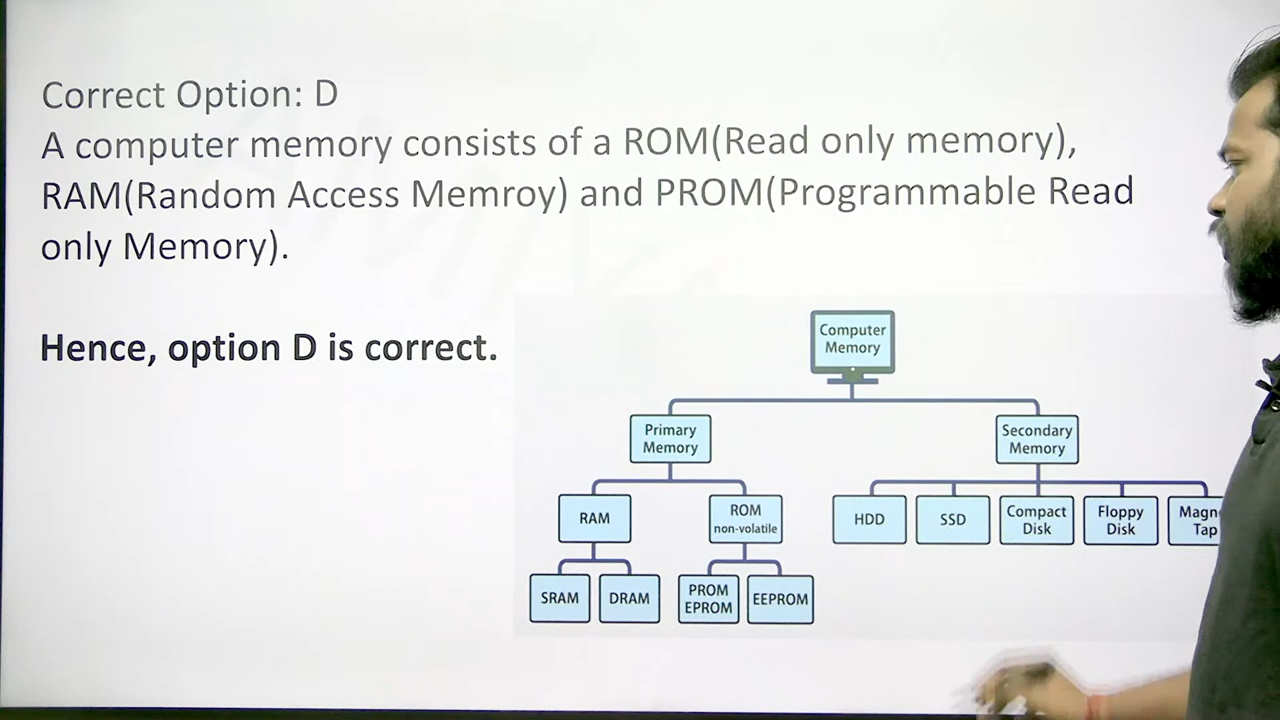 Correct Option: D
A computer memory consists of a ROM(Read only memory),
RAM(Random Access Memroy) and PROM(Programmable Read
only Memory).
Hence, option D is correct.
Computer
Memory
Primary
Memory
Secondary
Memory
RAM
ROM
non-volatile
HDD
SSD
Compact
Disk
Floppy
Disk
Magn
Tap
SRAM
DRAM
PROM
EPROM
EEPROM